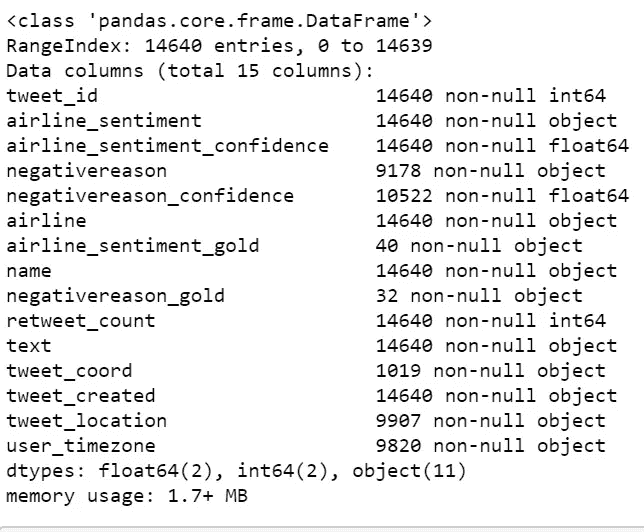 <class 'pandas.core.frame.DataFrame'>
RangeIndex: 14640 entries, 0 to 14639
Data columns (total 15 columns):
tweet_id                        14640 non-null int64
airline_sentiment               14640 non-null object
airline_sentiment_confidence    14640 non-null float64
negativereason                  9178 non-null object
negativereason_confidence       10522 non-null float64
airline                         14640 non-null object
airline_sentiment_gold          40 non-null object
name                            14640 non-null object
negativereason_gold             32 non-null object
retweet_count                   14640 non-null int64
text                            14640 non-null object
tweet_coord                     1019 non-null object
tweet_created                   14640 non-null object
tweet_location                  9907 non-null object
user_timezone                   9820 non-null object
dtypes: float64(2), int64(2), object(11)
memory usage: 1.7+ MB